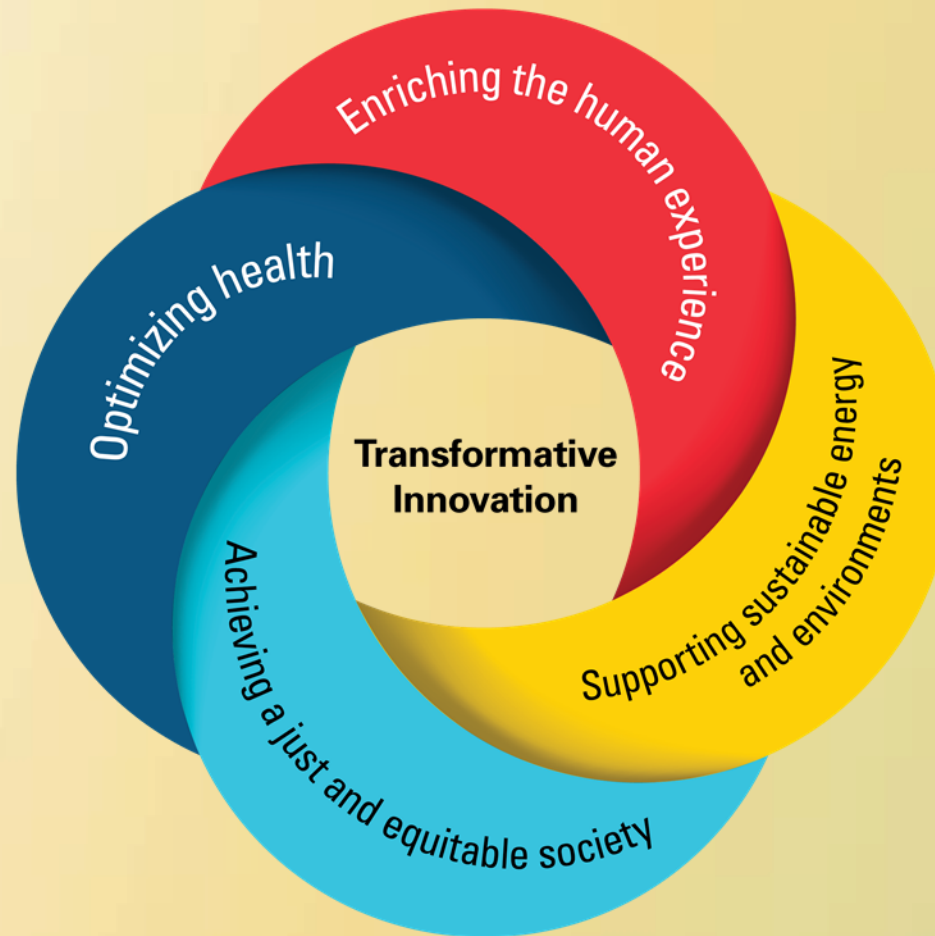 Enriching the human experience
Optimizing health
Transformative
Innovation
Supporting sustainable energy
and environments
Achieving a just and equitable society